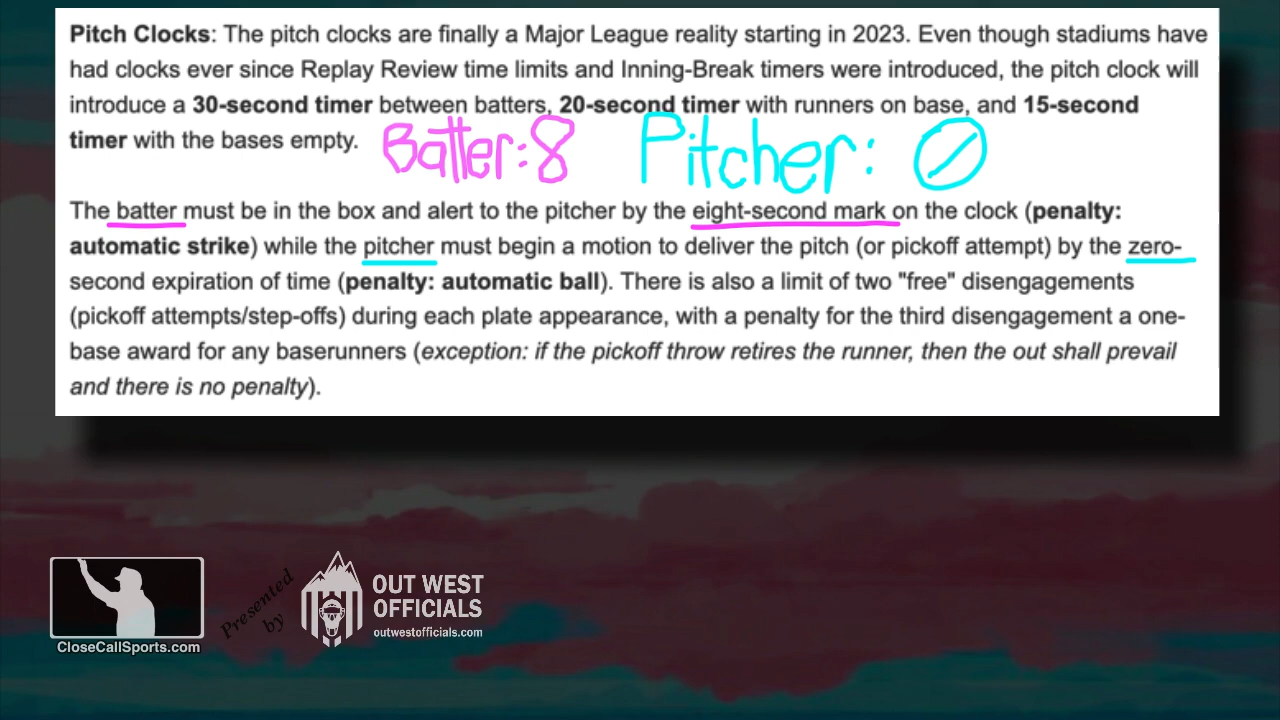 Pitch Clocks: The pitch clocks are finally a Major League reality starting in 2023. Even though stadiums have
had clocks ever since Replay Review time limits and Inning-Break timers were introduced, the pitch clock will
introduce a 30-second timer between batters, 20-second timer with runners on base, and 15-second
timer with the bases empty.
Batter: 8 Pitcher: 0
The batter must be in the box and alert to the pitcher by the eight-second mark on the clock (penalty:
automatic strike) while the pitcher must begin a motion to deliver the pitch (or pickoff attempt) by the zero-
second expiration of time (penalty: automatic ball). There is also a limit of two "free" disengagements
(pickoff attempts/step-offs) during each plate appearance, with a penalty for the third disengagement a one-
base award for any baserunners (exception: if the pickoff throw retires the runner, then the out shall prevail
and there is no penalty).
CloseCallSports.com
Presented
by
OUT WEST
OFFICIALS
outwestofficials.com